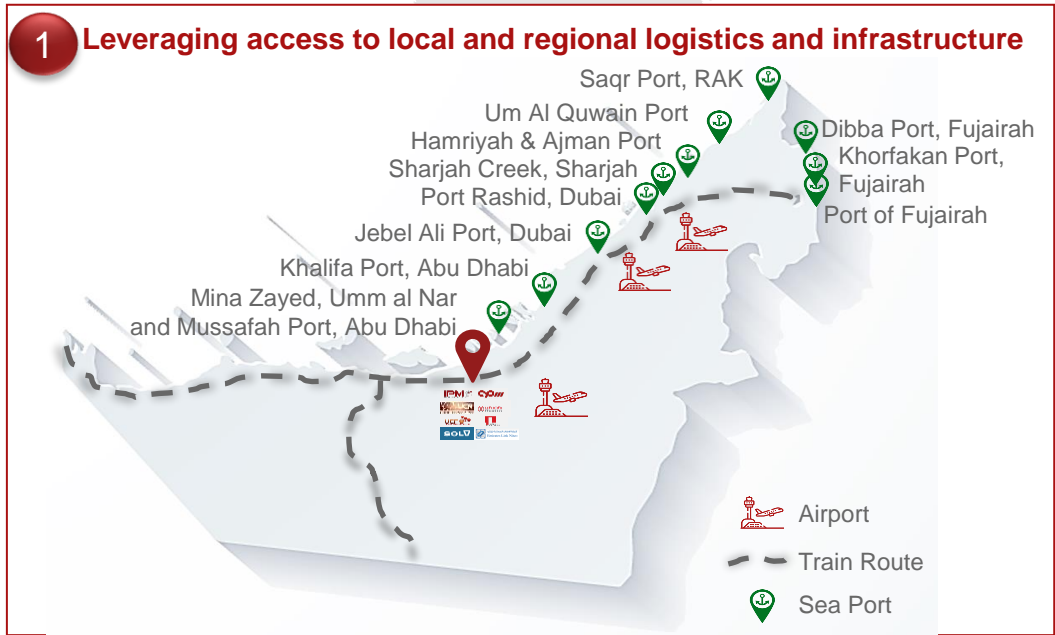 1
Leveraging access to local and regional logistics and infrastructure
Saqr Port, RAK
Um Al Quwain Port
Hamriyah & Ajman Port
Sharjah Creek, Sharjah
Port Rashid, Dubai
Jebel Ali Port, Dubai
Khalifa Port, Abu Dhabi
Mina Zayed, Umm al Nar
and Mussafah Port, Abu Dhabi
Dibba Port, Fujairah
Khorfakan Port,
Fujairah
Port of Fujairah
IPM
SOLV
Airport
Train Route
Sea Port